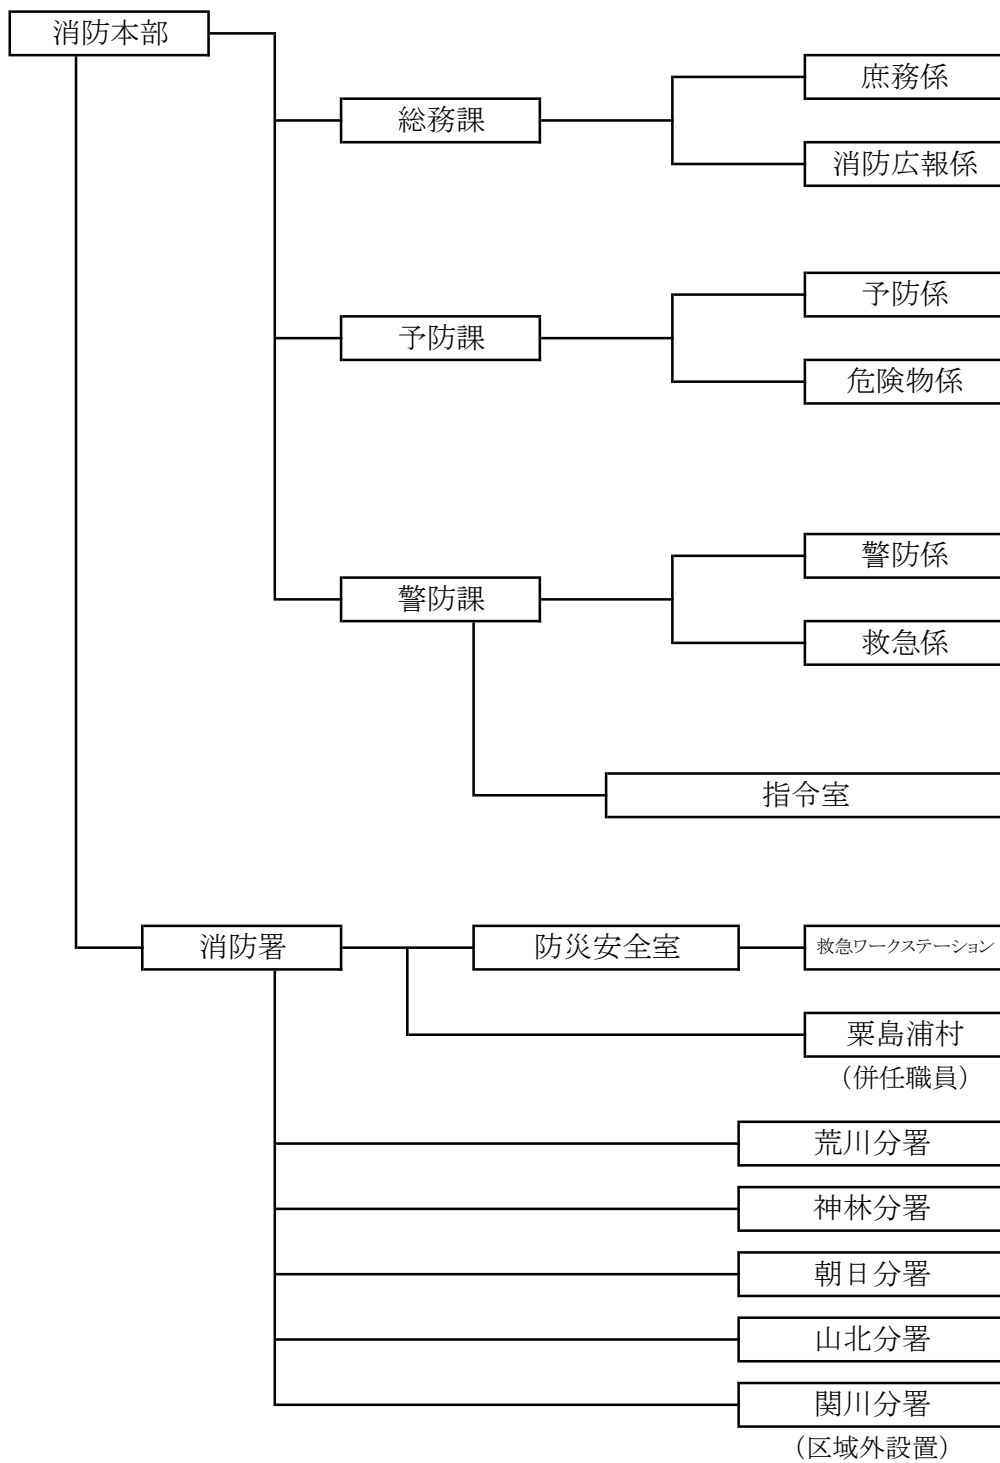 消防本部
庶務係
総務課
消防広報係
予防係
予防課
危険物係
警防係
警防課
救急係
指令室
消防署
防災安全室
救急ワークステーション
粟島浦村
（併任職員）
荒川分署
神林分署
朝日分署
山北分署
関川分署
（区域外設置）